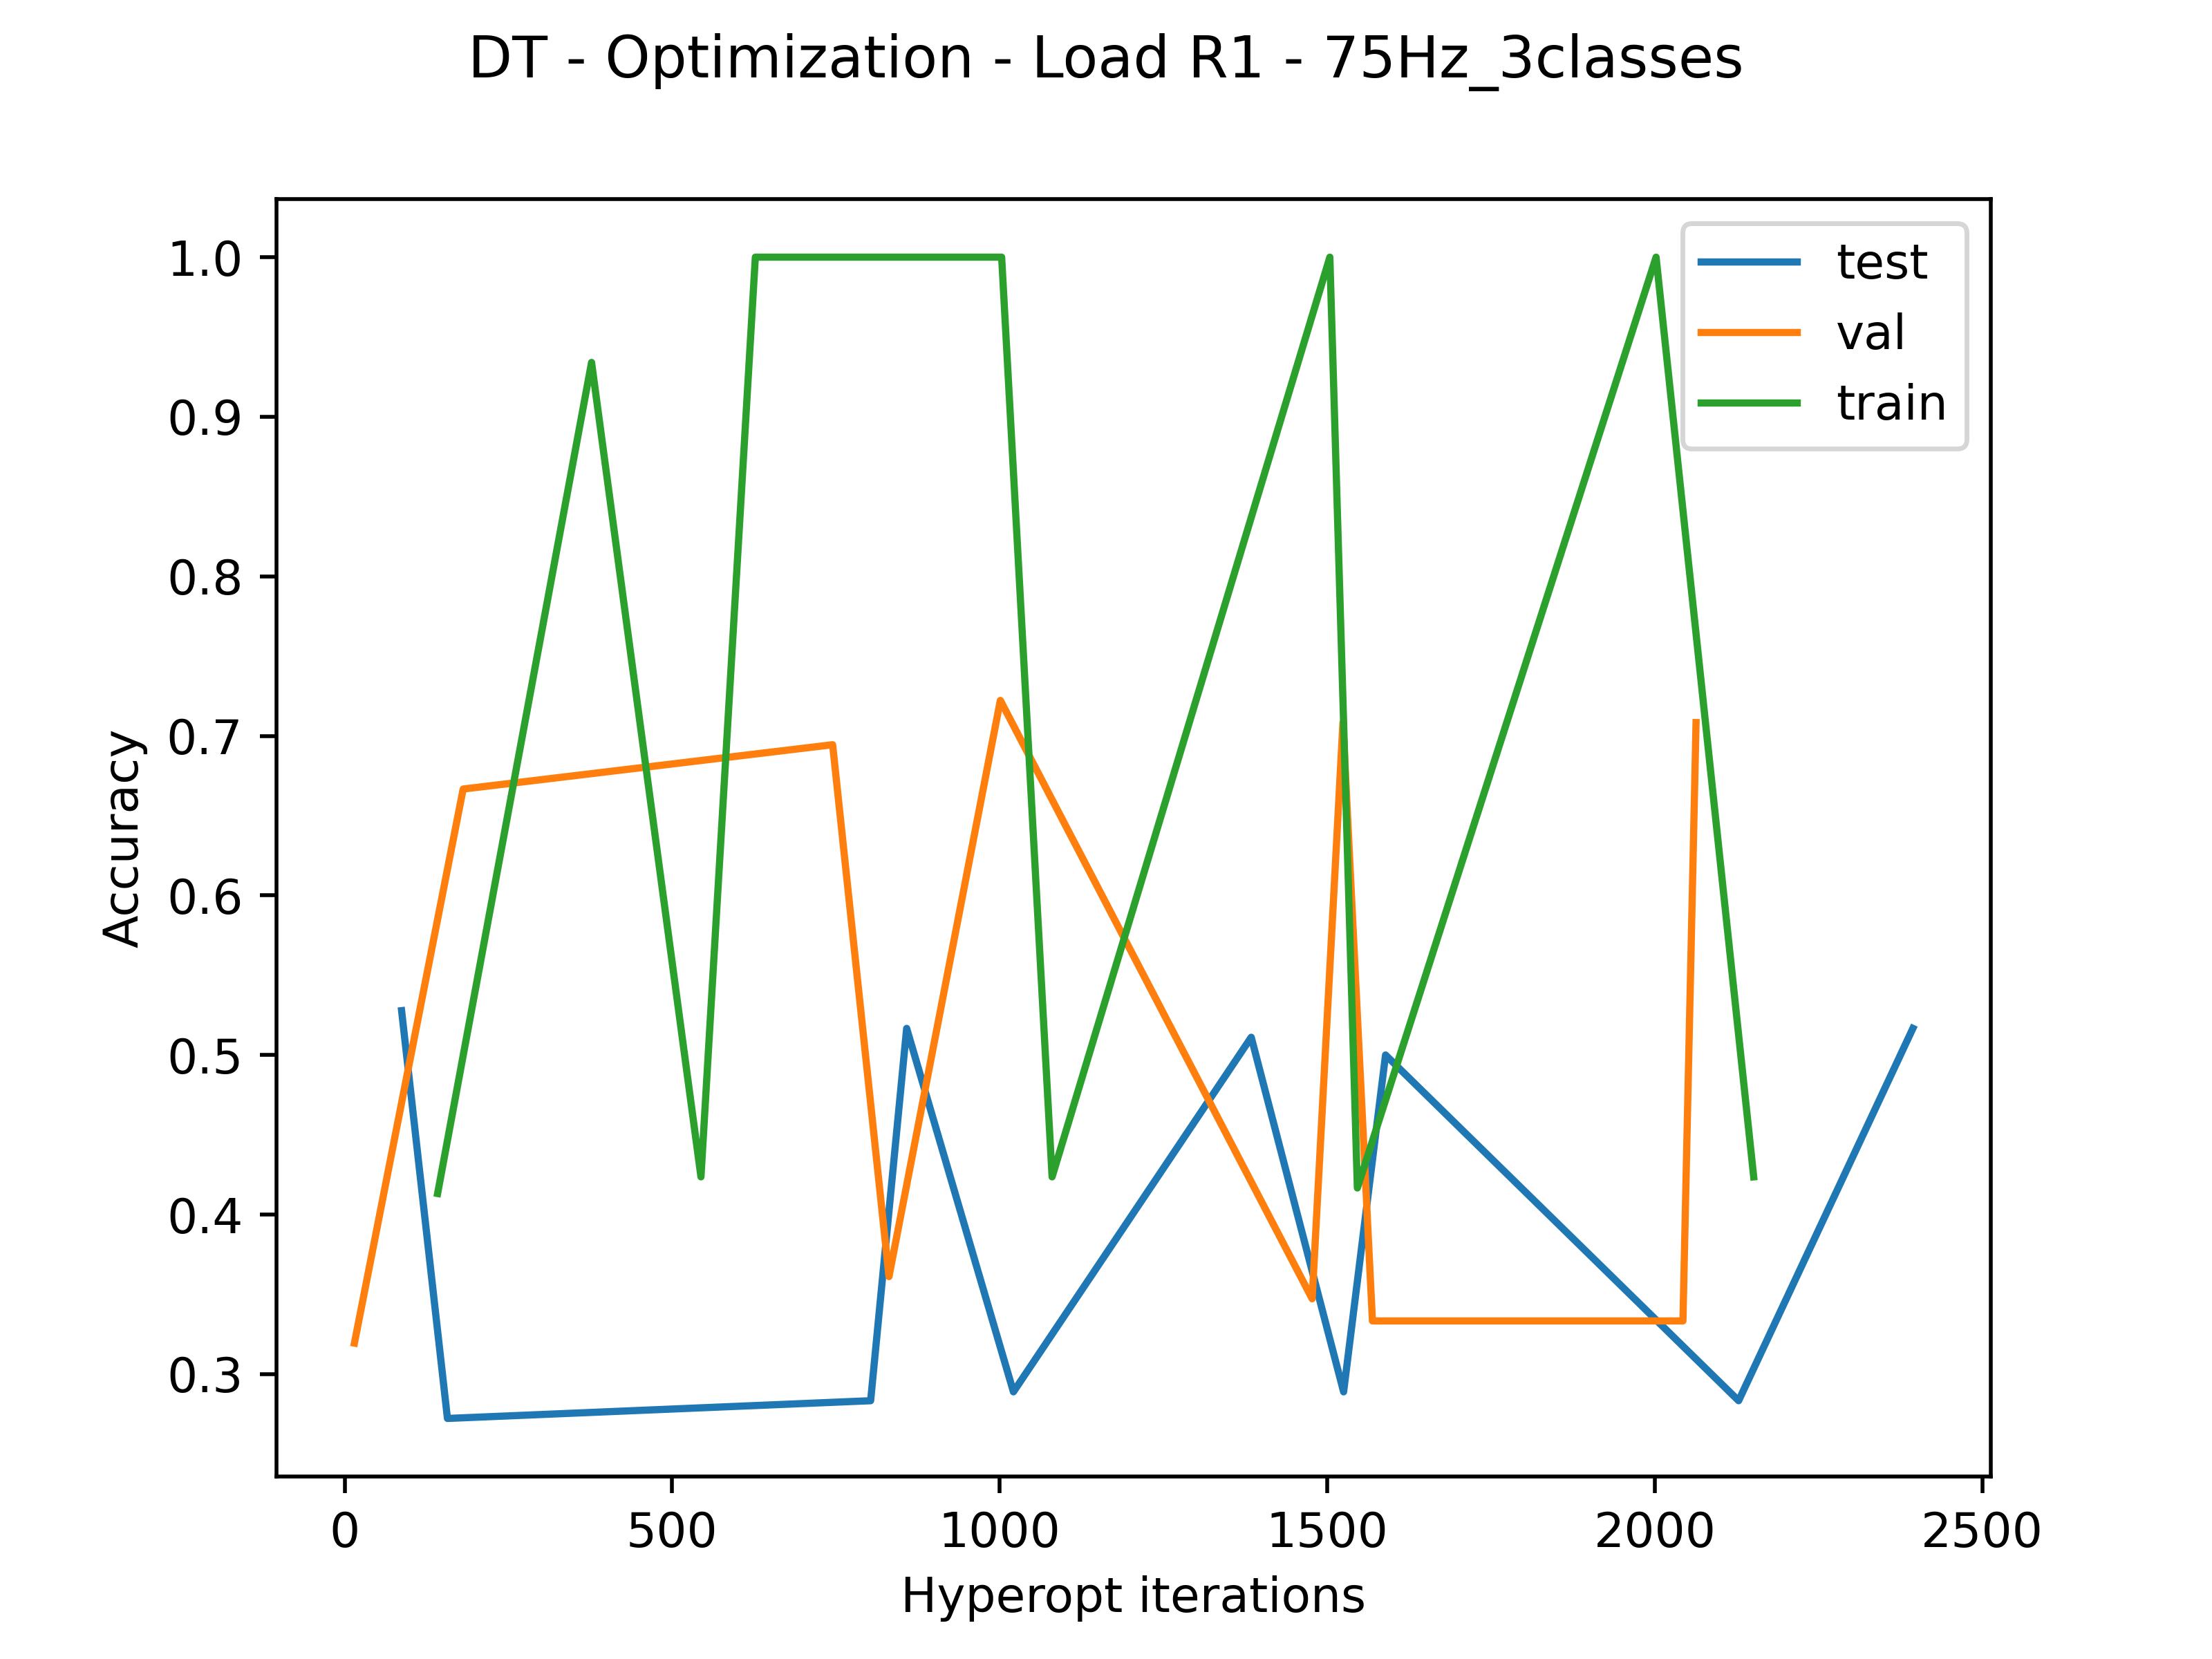 DT - Optimization - Load R1 - 75Hz_3classes
test
val
train
1.0
0.9
0.8
0.7
0.6
0.5
0.4
0.3
Accuracy
0 500 1000 1500 2000 2500
Hyperopt iterations